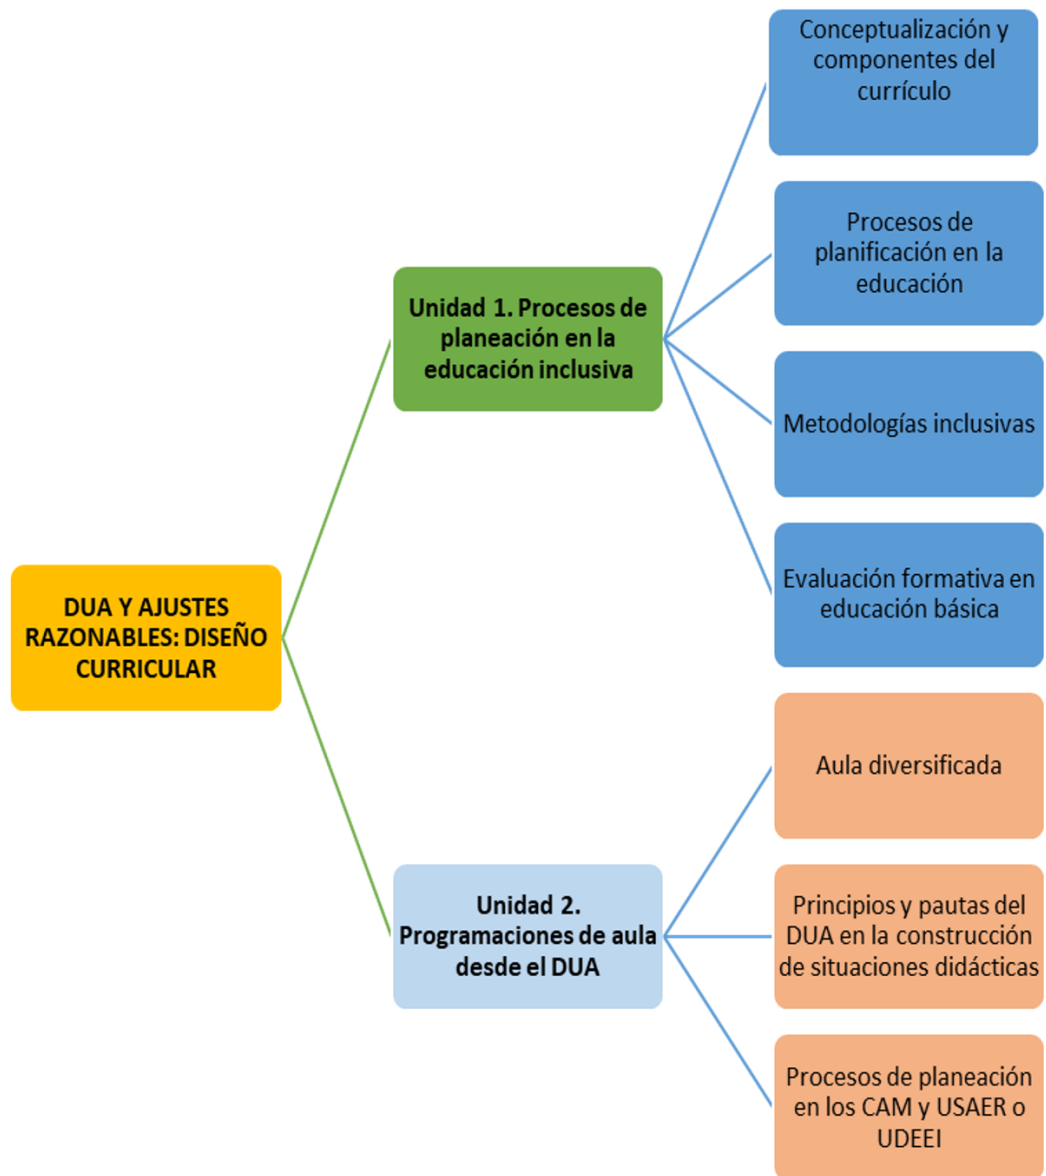 DUA Y AJUSTES
RAZONABLES: DISEÑO
CURRICULAR
Unidad 1. Procesos de
planeación en la
educación inclusiva
Conceptualización y
componentes del
currículo
Procesos de
planificación en la
educación
Metodologías inclusivas
Evaluación formativa en
educación básica
Unidad 2.
Programaciones de aula
desde el DUA
Aula diversificada
Principios y pautas del
DUA en la construcción
de situaciones didácticas
Procesos de planeación
en los CAM y USAER o
UDEEI